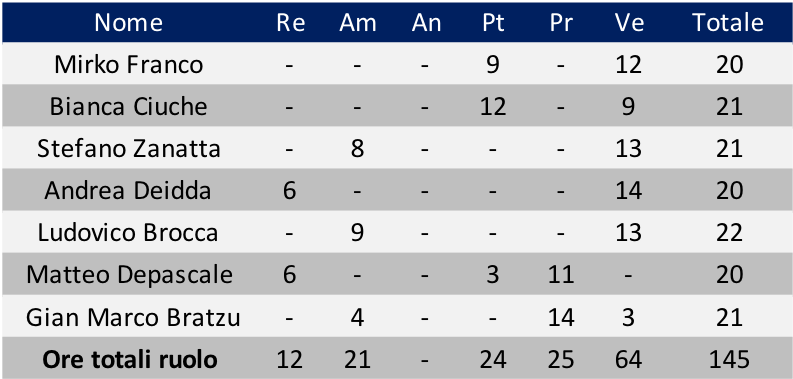 Nome Re Am An Pt Pr Ve Totale
Mirko Franco - - - 9 - 12 20
Bianca Ciuche - - - 12 - 9 21
Stefano Zanatta - 8 - - - 13 21
Andrea Deidda 6 - - - - 14 20
Ludovico Brocca - 9 - - - 13 22
Matteo Depascale 6 - - 3 11 - 20
Gian Marco Bratzu - 4 - - 14 3 21
Ore totali ruolo 12 21 - 24 25 64 145